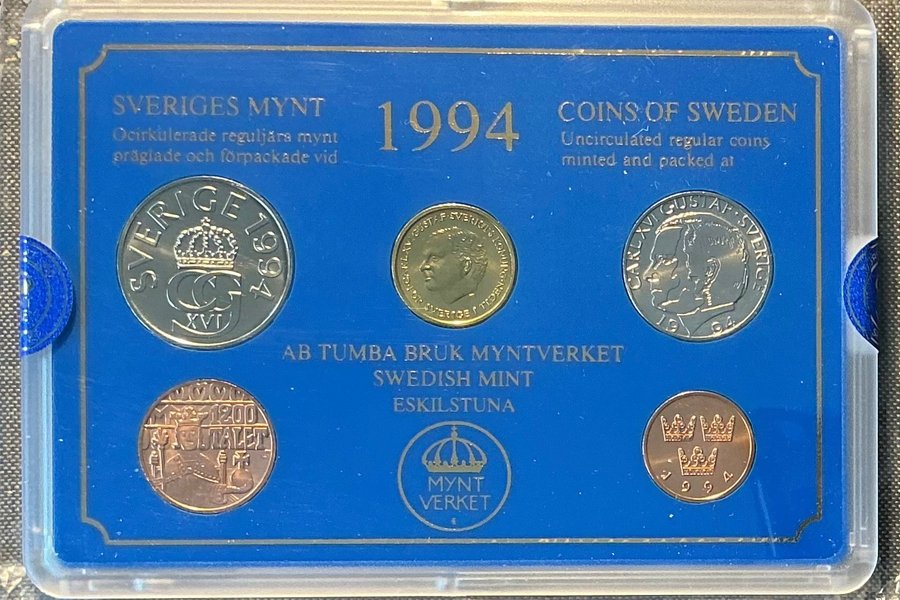 SVERIGES MYNT
Ocirkulerade reguljära mynt
präglade och förpackade vid
1994
COINS OF SWEDEN
Uncirculated regular coins
minted and packed at
SVERIGE 1994
XVI
CARL XVI GUSTAF · SVERIGE
1994
AB TUMBA BRUK MYNTVERKET
SWEDISH MINT
ESKILSTUNA
1200
TALET
MYNT
VERKET
1994